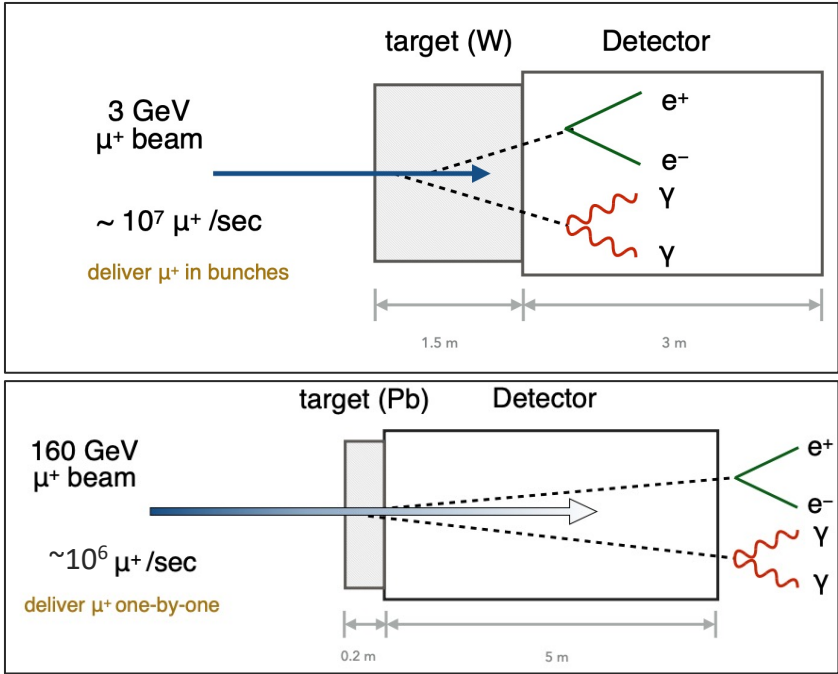 target (W)
Detector
3 GeV
μ⁺ beam
~ 10⁷ μ⁺ /sec
deliver μ⁺ in bunches
e⁺
e⁻
γ
γ
1.5 m
3 m
target (Pb)
Detector
160 GeV
μ⁺ beam
~10⁶ μ⁺ /sec
deliver μ⁺ one-by-one
e⁺
e⁻
γ
γ
0.2 m
5 m